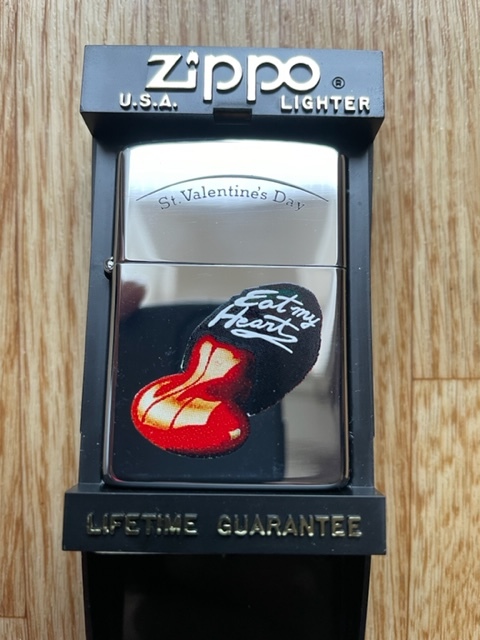 Zippo ®
U.S.A. LIGHTER
St. Valentine's Day
Eat my
Heart
LIFETIME GUARANTEE